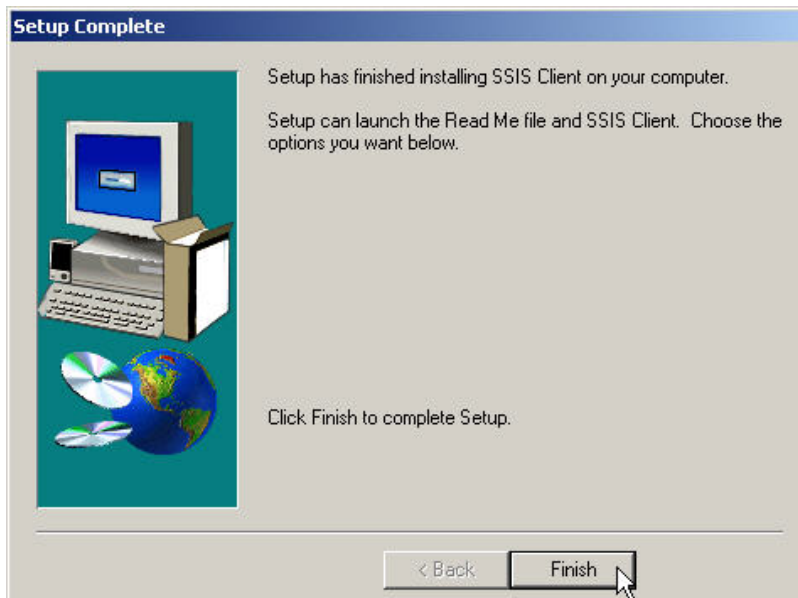 Setup Complete
Setup has finished installing SSIS Client on your computer.
Setup can launch the Read Me file and SSIS Client.  Choose the
options you want below.
Click Finish to complete Setup.
< Back
Finish